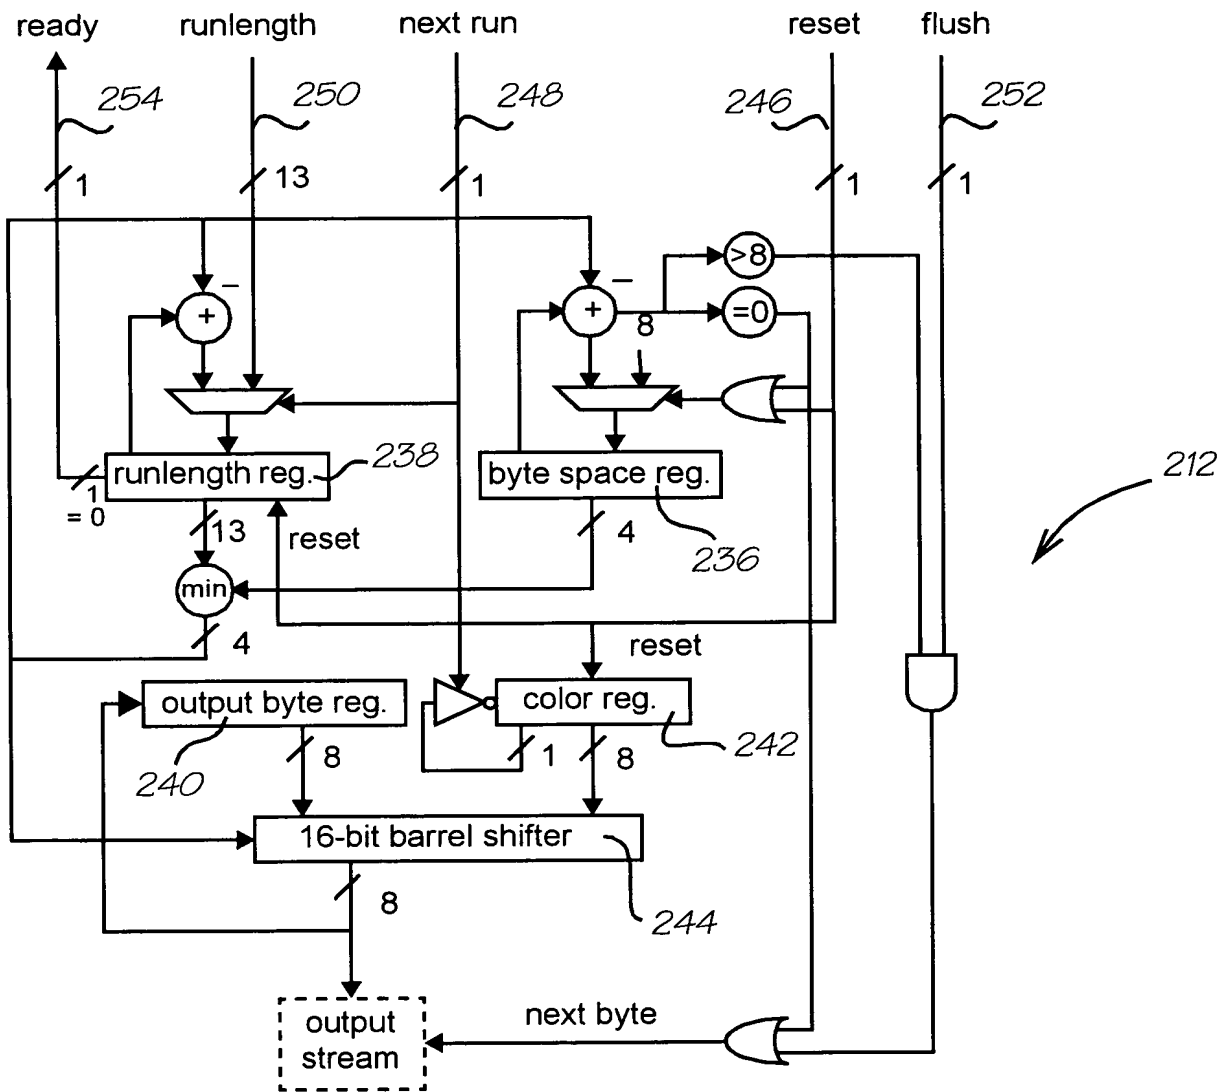 ready runlength next run reset flush
254 250 248 246 252
1 13 1 1 1
− − >8
+ + =0
8
runlength reg. 238 byte space reg. 212
1
= 0
13 reset 4 236
min
4 reset
output byte reg. color reg.
240 8 1 8 242
16-bit barrel shifter
8 244
next byte
output
stream